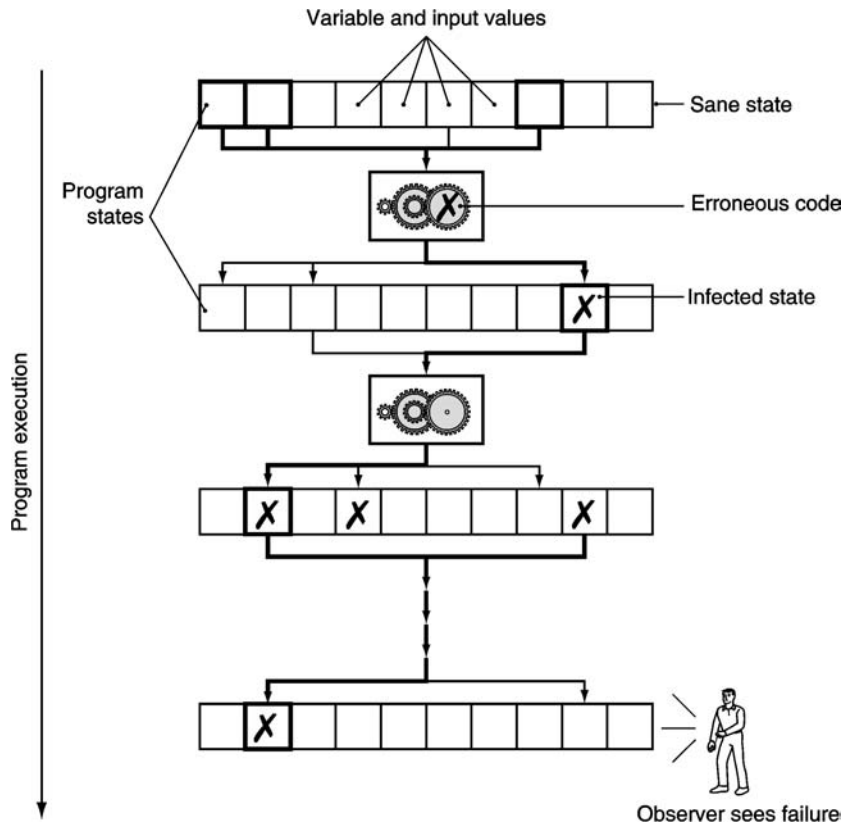 Variable and input values
Sane state
Program
states
Erroneous code
Infected state
Program execution
Observer sees failure